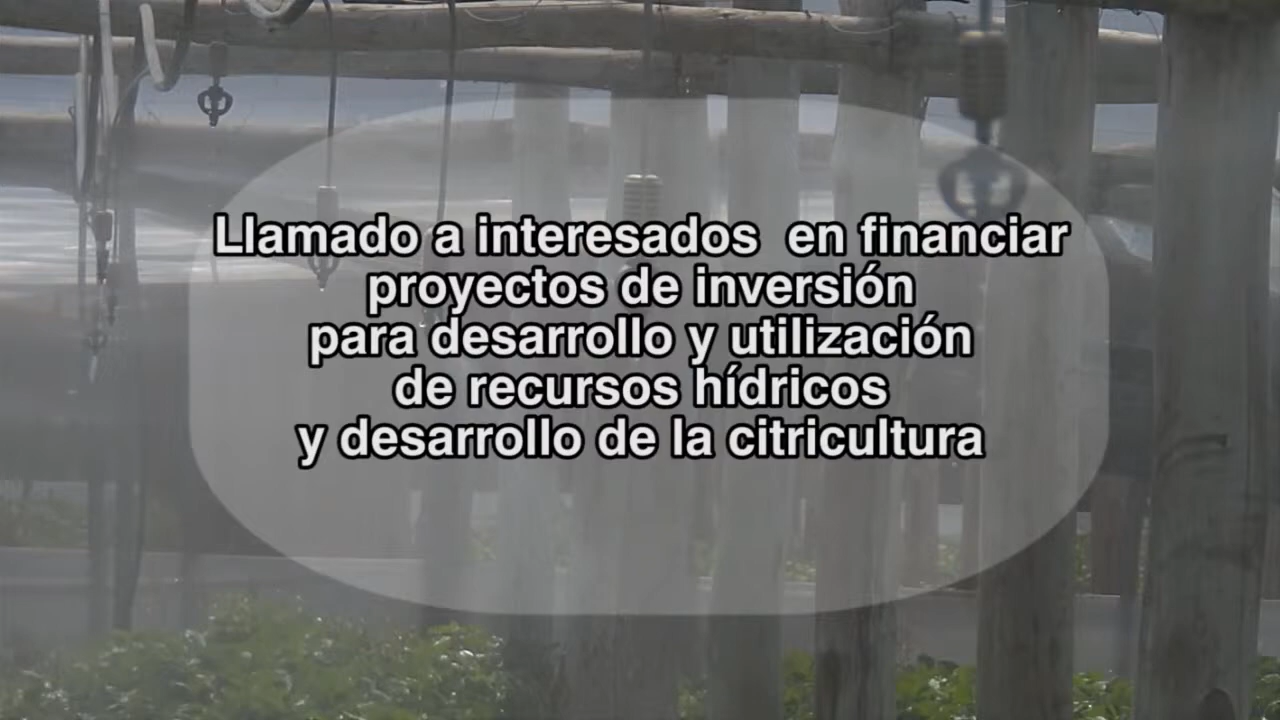 Llamado a interesados  en financiar
proyectos de inversión
para desarrollo y utilización
de recursos hídricos
y desarrollo de la citricultura